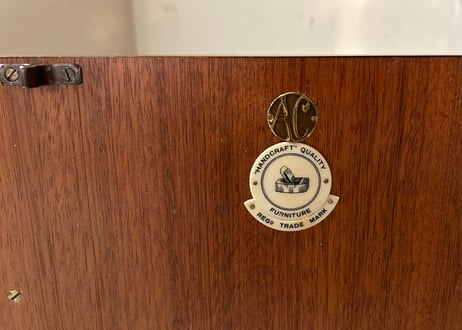 AC
"HANDCRAFT" QUALITY
FURNITURE
REGD TRADE MARK